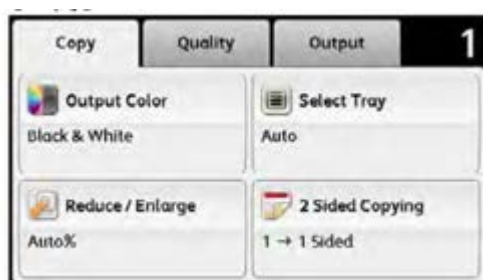 Copy Quality Output 1
Output Color Select Tray
Black & White Auto
Reduce / Enlarge 2 Sided Copying
Auto% 1 → 1 Sided